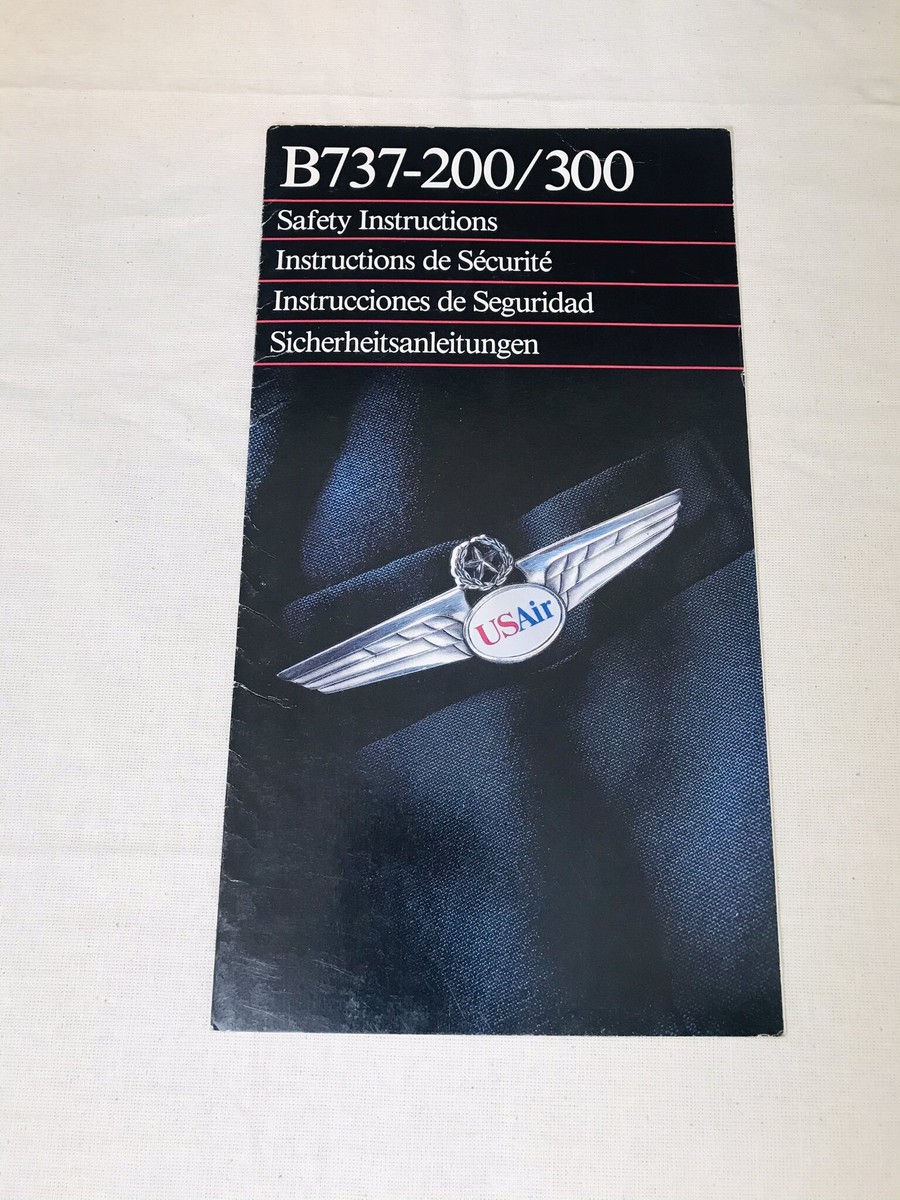 B737-200/300
Safety Instructions
Instructions de Sécurité
Instrucciones de Seguridad
Sicherheitsanleitungen
USAir